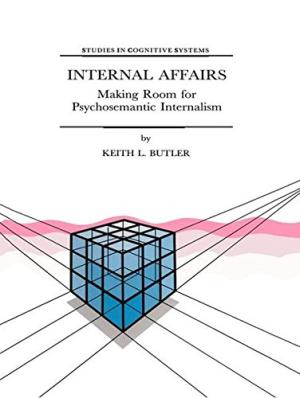 STUDIES IN COGNITIVE SYSTEMS
INTERNAL AFFAIRS
Making Room for
Psychosemantic Internalism
by
KEITH L. BUTLER